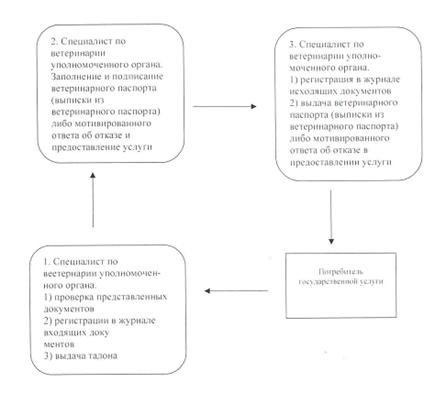 2. Специалист по
ветеринарии
уполномоченного органа.
Заполнение и подписание
ветеринарного паспорта
(выписки из
ветеринарного паспорта)
либо мотивированного
ответа об отказе и
предоставление услуги
3. Специалист по
ветеринарии уполно-
моченного органа.
1) регистрация в журнале
исходящих документов
2) выдача ветеринарного
паспорта (выписки из
ветеринарного паспорта)
либо мотивированного
ответа об отказе в
предоставлении услуги
1. Специалист по
веетернарии уполномочен-
ного органа.
1) проверка представленных
документов
2) регистрации в журнале
входящих доку
ментов
3) выдача талона
Потребитель
государственной услуги